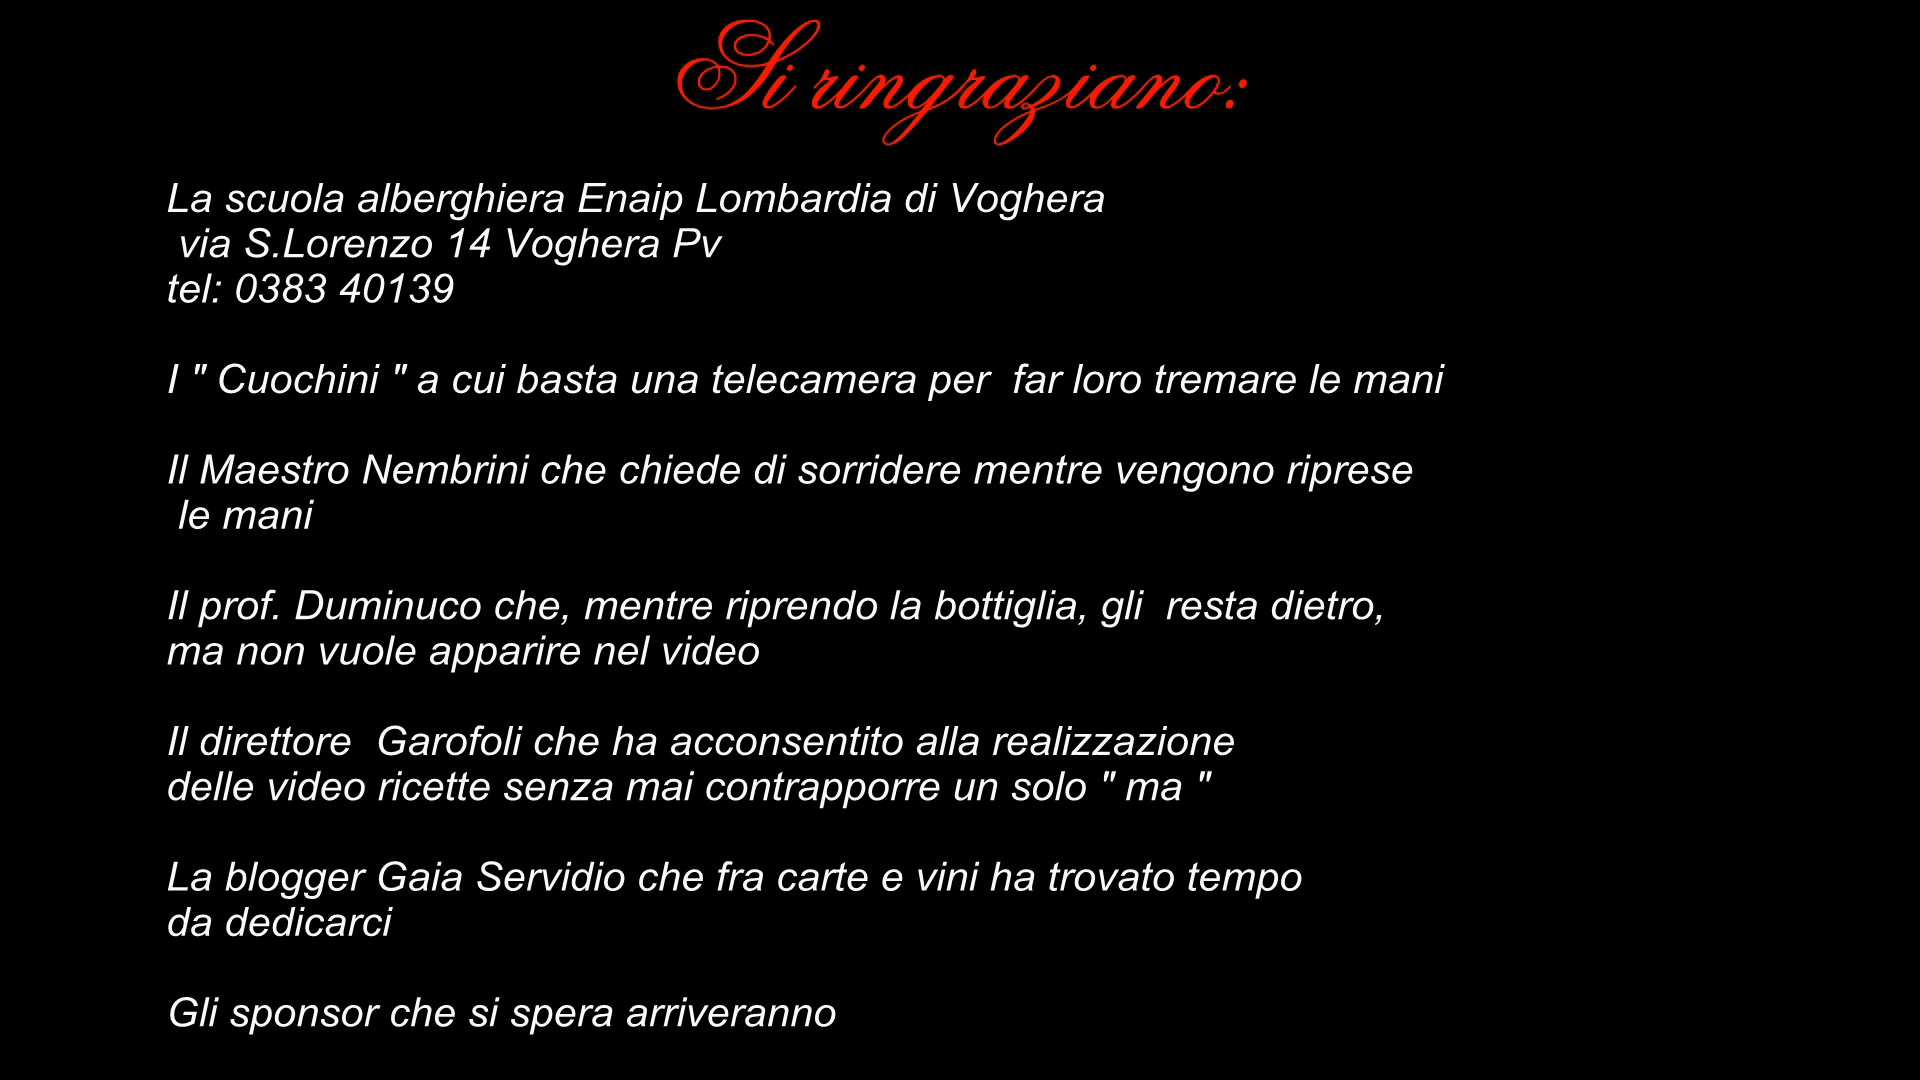 Si ringraziano:
La scuola alberghiera Enaip Lombardia di Voghera
via S.Lorenzo 14 Voghera Pv
tel: 0383 40139
I " Cuochini " a cui basta una telecamera per far loro tremare le mani
Il Maestro Nembrini che chiede di sorridere mentre vengono riprese
le mani
Il prof. Duminuco che, mentre riprendo la bottiglia, gli resta dietro,
ma non vuole apparire nel video
Il direttore Garofoli che ha acconsentito alla realizzazione
delle video ricette senza mai contrapporre un solo " ma "
La blogger Gaia Servidio che fra carte e vini ha trovato tempo
da dedicarci
Gli sponsor che si spera arriveranno